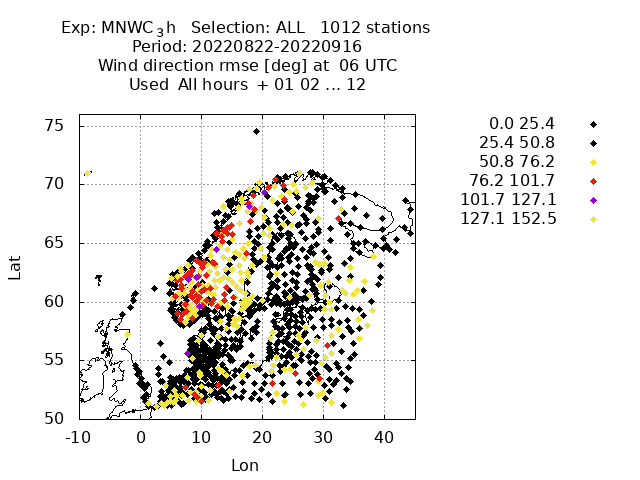 Exp: MNWC_3h Selection: ALL 1012 stations
Period: 20220822-20220916
Wind direction rmse [deg] at 06 UTC
Used All hours + 01 02 ... 12
0.0 25.4
25.4 50.8
50.8 76.2
76.2 101.7
101.7 127.1
127.1 152.5
75
70
65
60
55
50
Lat
-10 0 10 20 30 40
Lon